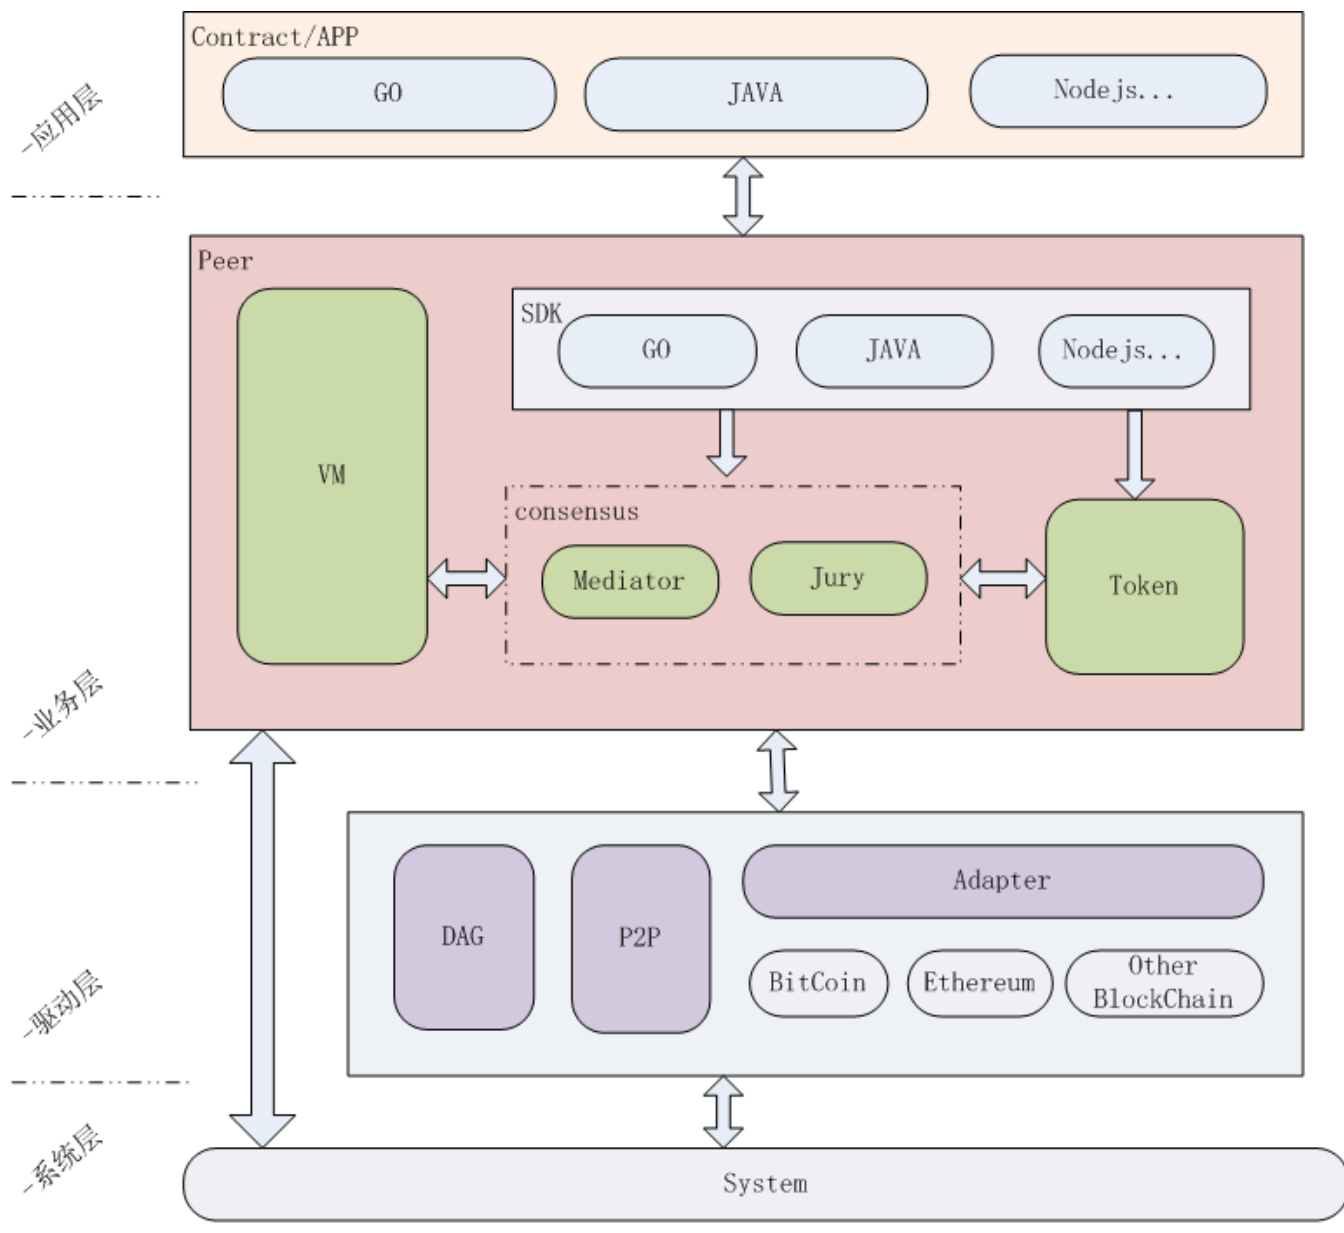 Contract/APP
GO
JAVA
Nodejs...
-应用层
Peer
SDK
GO
JAVA
Nodejs...
VM
consensus
Mediator
Jury
Token
-业务层
Adapter
DAG
P2P
BitCoin
Ethereum
Other
BlockChain
-驱动层
-系统层
System